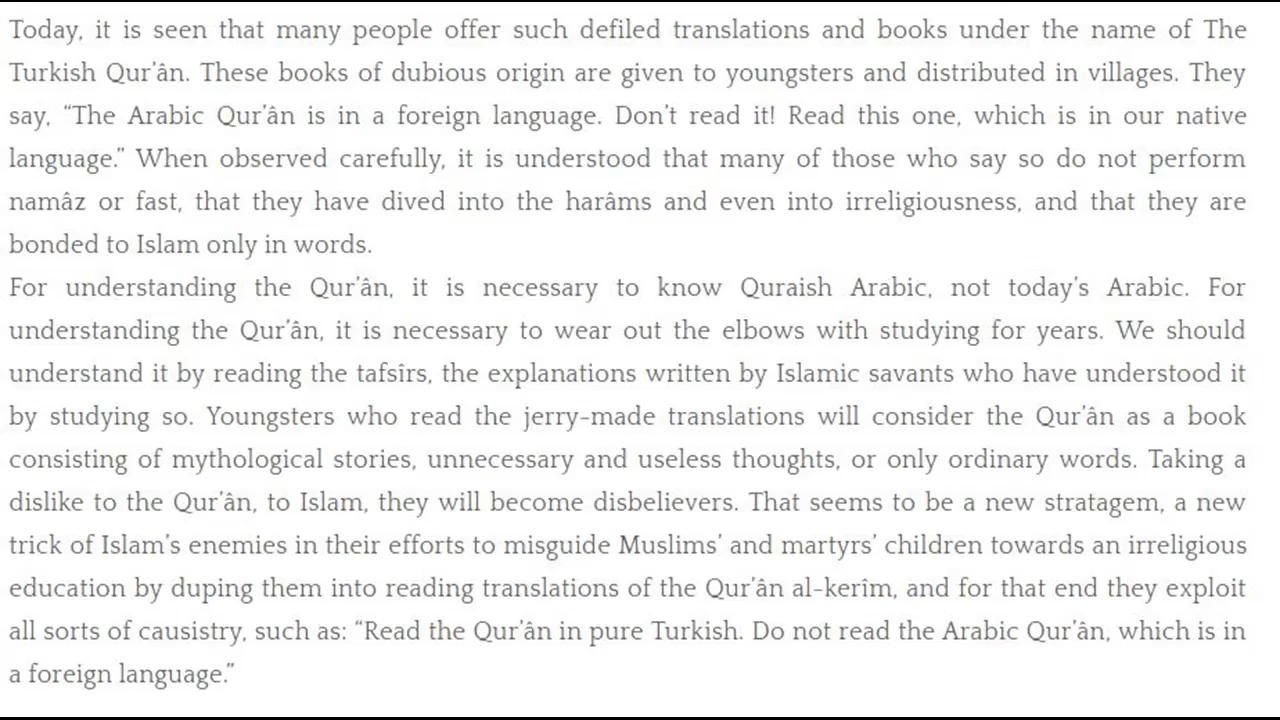 Today, it is seen that many people offer such defiled translations and books under the name of The
Turkish Qur’ân. These books of dubious origin are given to youngsters and distributed in villages. They
say, “The Arabic Qur’ân is in a foreign language. Don’t read it! Read this one, which is in our native
language.” When observed carefully, it is understood that many of those who say so do not perform
namâz or fast, that they have dived into the harâms and even into irreligiousness, and that they are
bonded to Islam only in words.
For understanding the Qur’ân, it is necessary to know Quraish Arabic, not today’s Arabic. For
understanding the Qur’ân, it is necessary to wear out the elbows with studying for years. We should
understand it by reading the tafsîrs, the explanations written by Islamic savants who have understood it
by studying so. Youngsters who read the jerry-made translations will consider the Qur’ân as a book
consisting of mythological stories, unnecessary and useless thoughts, or only ordinary words. Taking a
dislike to the Qur’ân, to Islam, they will become disbelievers. That seems to be a new stratagem, a new
trick of Islam’s enemies in their efforts to misguide Muslims’ and martyrs’ children towards an irreligious
education by duping them into reading translations of the Qur’ân al-kerîm, and for that end they exploit
all sorts of causistry, such as: “Read the Qur’ân in pure Turkish. Do not read the Arabic Qur’ân, which is in
a foreign language.”